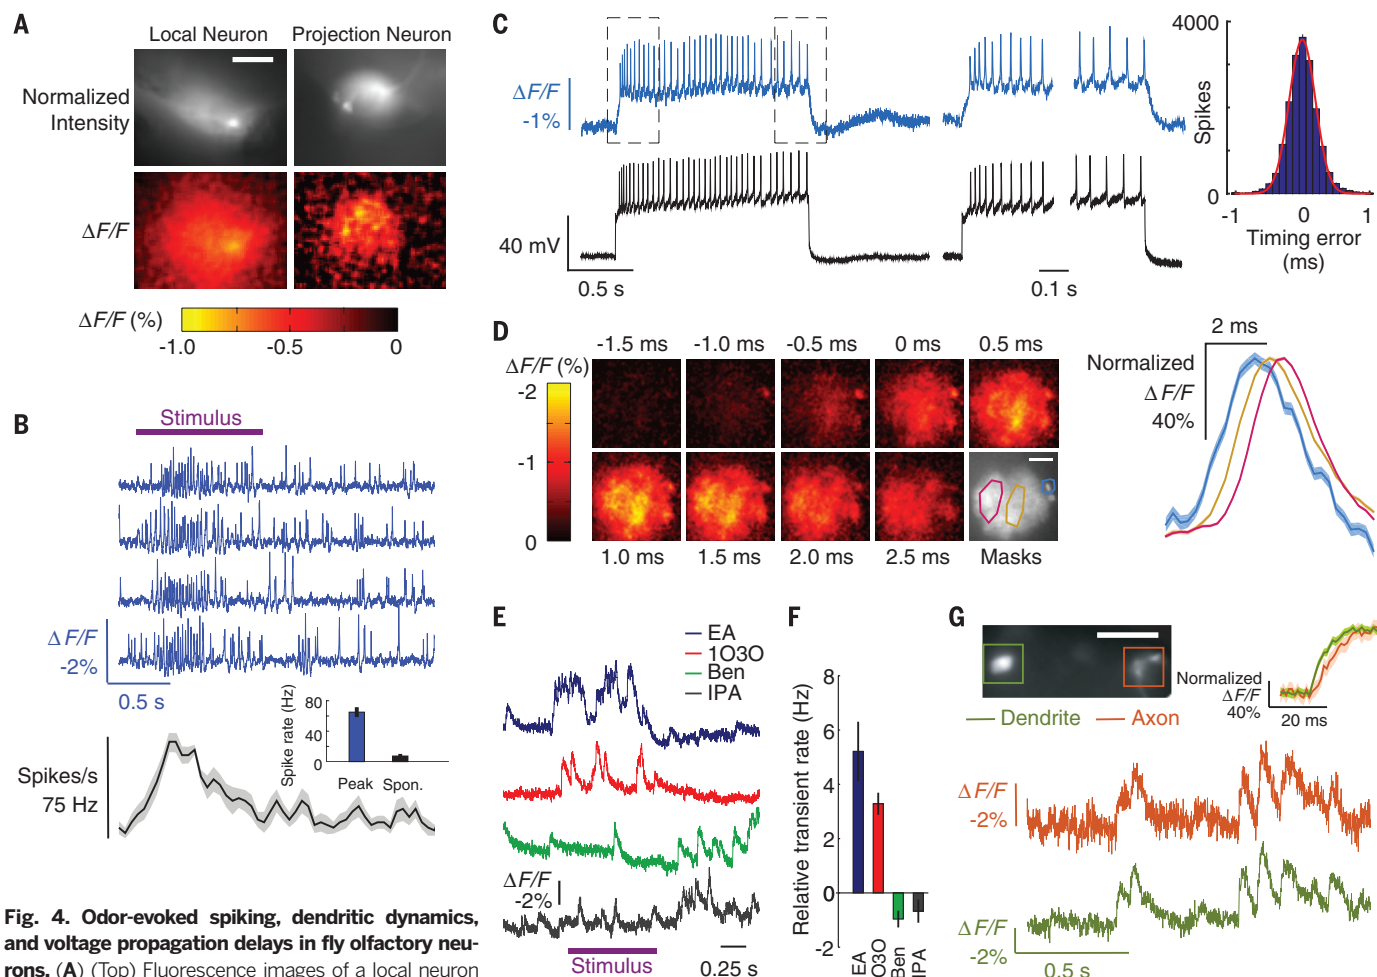 A
Local Neuron
Projection Neuron
Normalized
Intensity
ΔF/F
ΔF/F (%)
-1.0
-0.5
0
B
Stimulus
ΔF/F
-2%
0.5 s
Spikes/s
75 Hz
Spike rate (Hz)
80
40
0
Peak
Spon.
Fig. 4. Odor-evoked spiking, dendritic dynamics,
and voltage propagation delays in fly olfactory neu-
rons. (A) (Top) Fluorescence images of a local neuron
C
ΔF/F
-1%
40 mV
0.5 s
0.1 s
4000
Spikes
0
-1
0
1
Timing error
(ms)
D
ΔF/F (%)
-2
-1
0
-1.5 ms
-1.0 ms
-0.5 ms
0 ms
0.5 ms
1.0 ms
1.5 ms
2.0 ms
2.5 ms
Masks
2 ms
Normalized
ΔF/F
40%
E
EA
1O3O
Ben
IPA
ΔF/F
-2%
Stimulus
0.25 s
F
Relative transient rate (Hz)
8
6
4
2
0
-2
EA
O3O
Ben
IPA
G
Dendrite
Axon
Normalized
ΔF/F
40%
20 ms
ΔF/F
-2%
ΔF/F
-2%
0.5 s